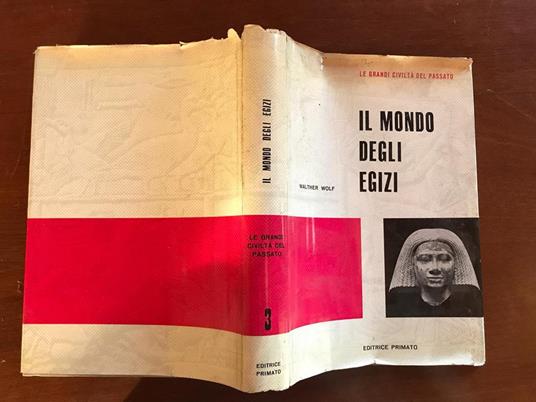 LE GRANDI CIVILTÀ DEL PASSATO
IL MONDO
DEGLI
EGIZI
WALTHER WOLF
EDITRICE PRIMATO
IL MONDO DEGLI EGIZI
LE GRANDI
CIVILTÀ DEL
PASSATO
3
EDITRICE
PRIMATO